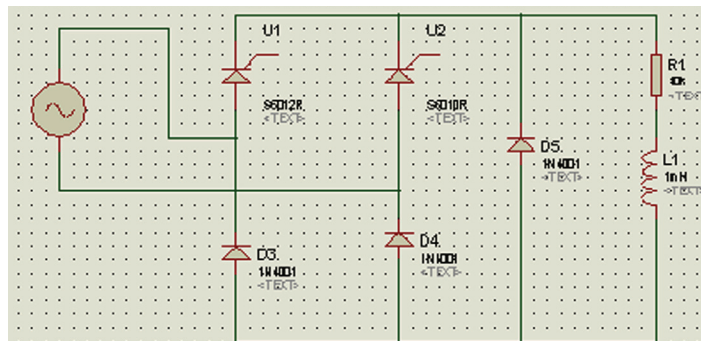 U1
U2
S6012R
<TEXT>
S6010R
<TEXT>
R1
10k
<TEXT>
D5
1N4001
<TEXT>
L1
1mH
<TEXT>
D3
1N4001
<TEXT>
D4
1N4001
<TEXT>